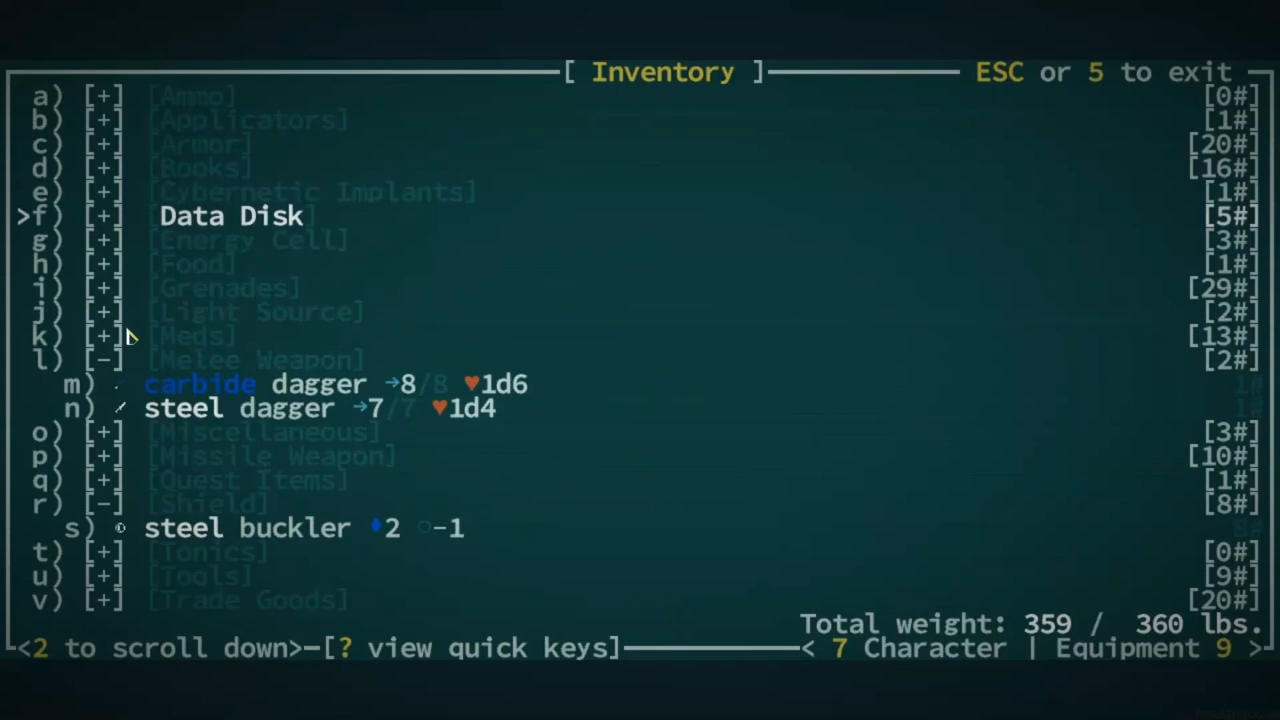 [ Inventory ] ESC or 5 to exit
a) [+] [Ammo] [0#]
b) [+] [Applicators] [1#]
c) [+] [Armor] [20#]
d) [+] [Books] [16#]
e) [+] [Cybernetic Implants] [1#]
>f) [+] Data Disk] [5#]
g) [+] [Energy Cell] [3#]
h) [+] [Food] [1#]
i) [+] [Grenades] [29#]
j) [+] [Light Source] [2#]
k) [+] [Meds] [13#]
l) [-] [Melee Weapon] [2#]
m) carbide dagger →8/8 ♥1d6 1#
n) steel dagger →7/7 ♥1d4 1#
o) [+] [Miscellaneous] [3#]
p) [+] [Missile Weapon] [10#]
q) [+] [Quest Items] [1#]
r) [-] [Shield] [8#]
s) steel buckler ♦2 ○-1 8#
t) [+] [Tonics] [0#]
u) [+] [Tools] [9#]
v) [+] [Trade Goods] [20#]
Total weight: 359 / 360 lbs.
<2 to scroll down> [? view quick keys] < 7 Character | Equipment 9 >